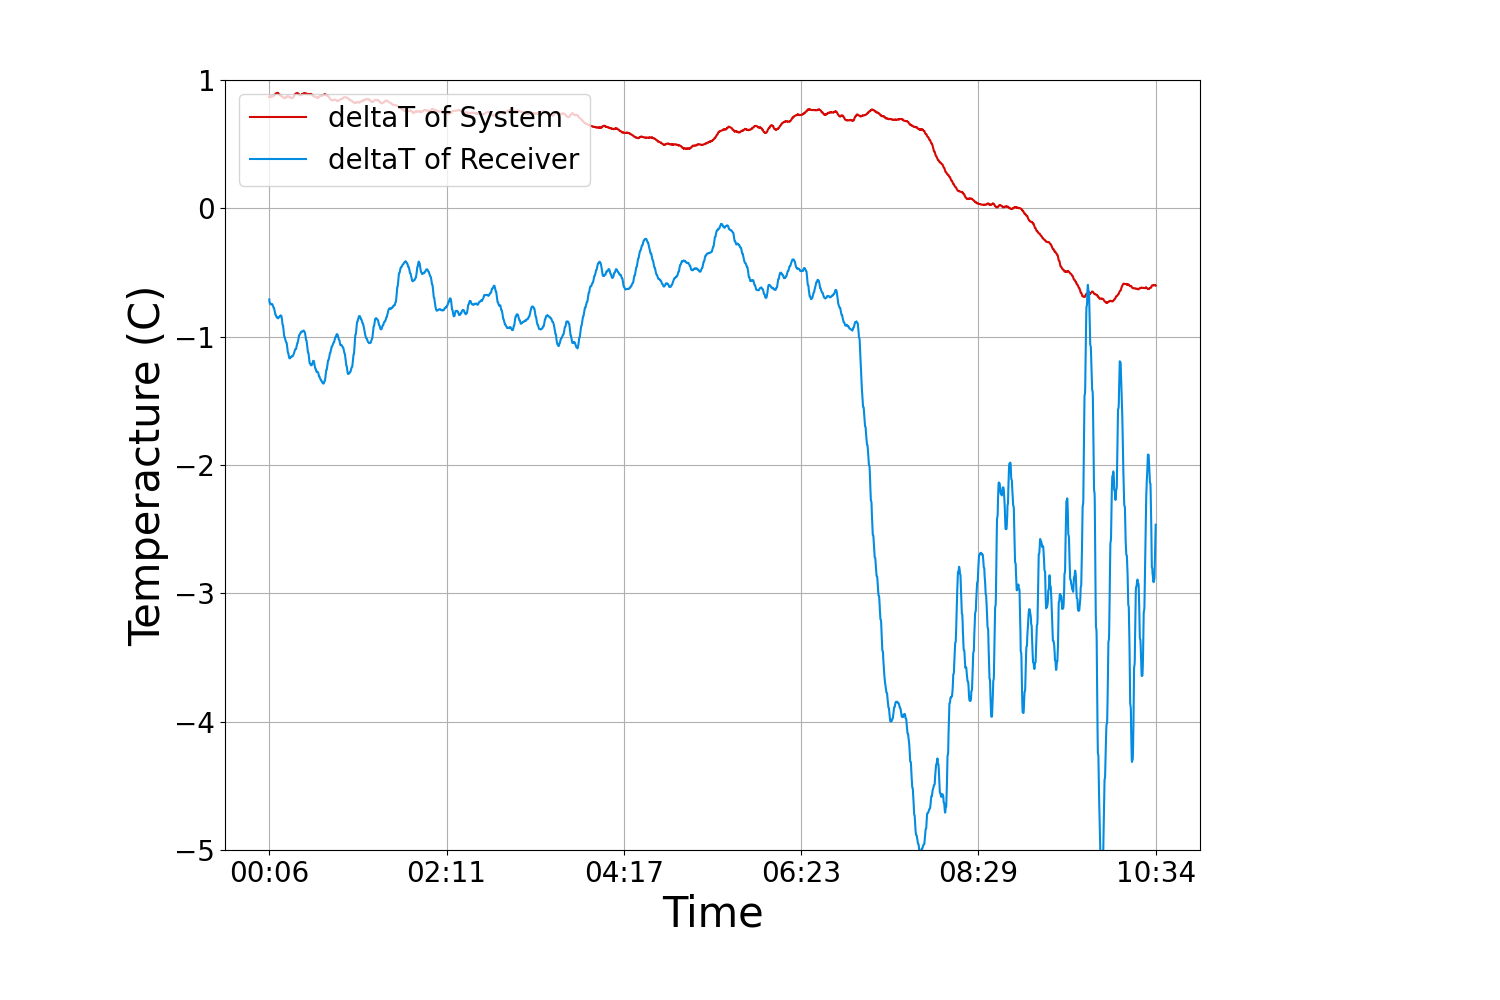 1
deltaT of System
deltaT of Receiver
0
−1
−2
−3
−4
−5
Temperacture (C)
00:06 02:11 04:17 06:23 08:29 10:34
Time